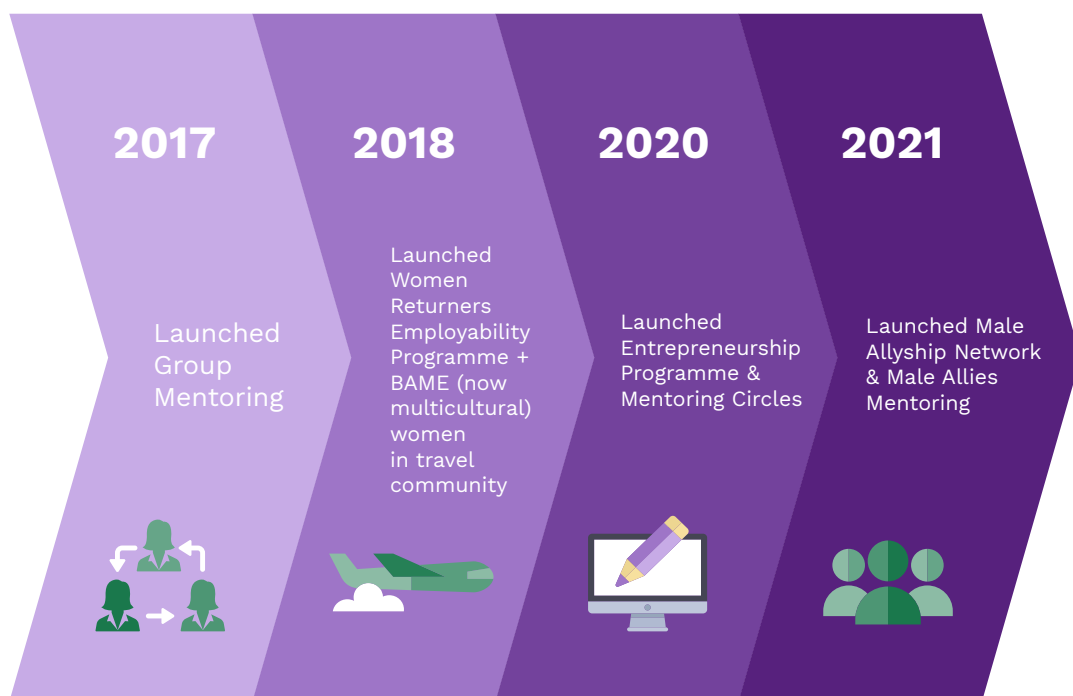 2017
Launched
Group
Mentoring
2018
Launched
Women
Returners
Employability
Programme +
BAME (now
multicultural)
women
in travel
community
2020
Launched
Entrepreneurship
Programme &
Mentoring Circles
2021
Launched Male
Allyship Network
& Male Allies
Mentoring